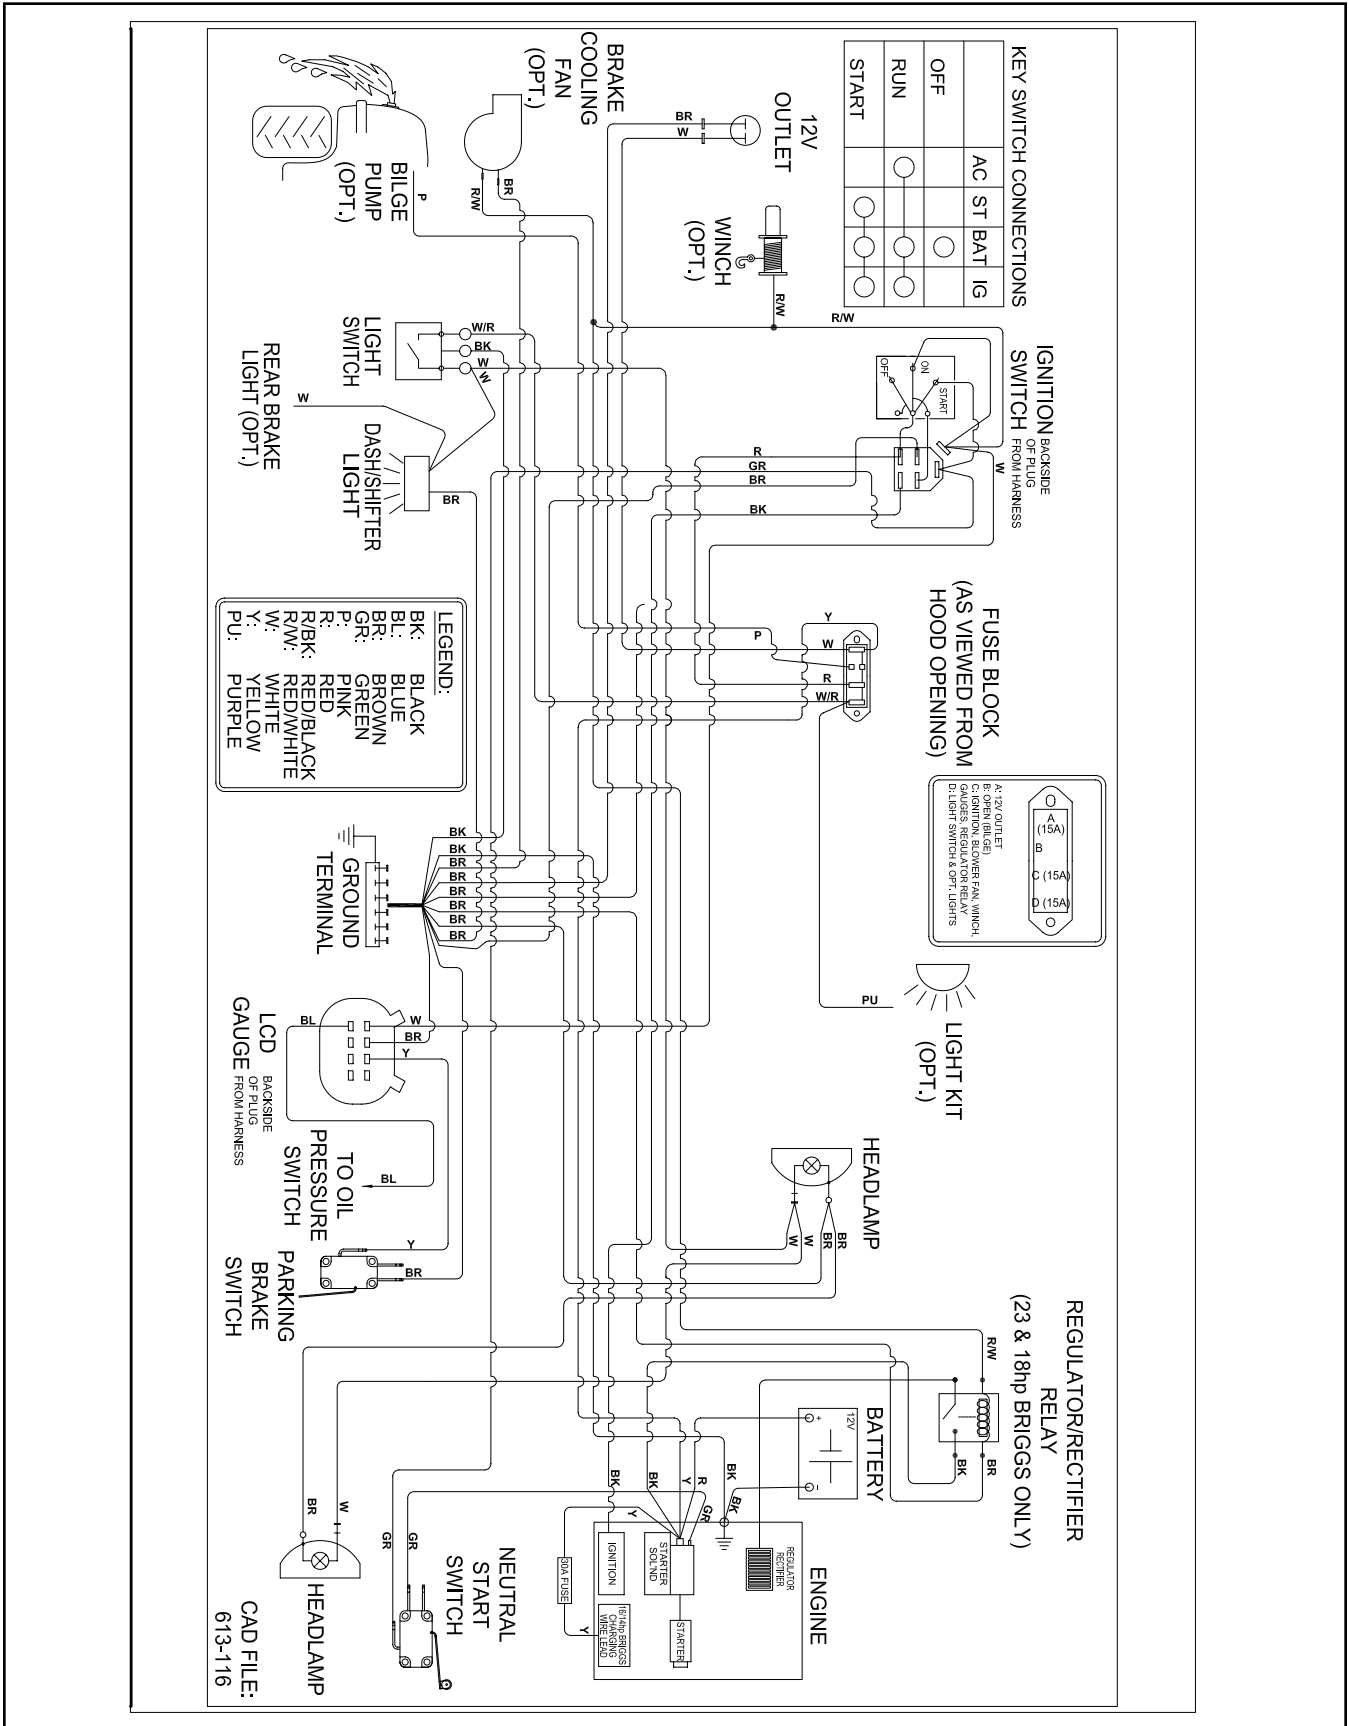 KEY SWITCH CONNECTIONS
AC ST BAT IG
OFF
RUN
START
12V
OUTLET
BR
W
BRAKE
COOLING
FAN
(OPT.)
BR
R/W
BILGE
PUMP
(OPT.)
P
WINCH
(OPT.)
R/W
R/W
IGNITION
SWITCH
BACKSIDE
OF PLUG
FROM HARNESS
OFF
ON
START
W
R
GR
BR
BK
LIGHT
SWITCH
W/R
BK
W
W
REAR BRAKE
LIGHT (OPT.)
W
DASH/SHIFTER
LIGHT
BR
FUSE BLOCK
(AS VIEWED FROM
HOOD OPENING)
Y
W
P
R
W/R
LEGEND:
BK: BLACK
BL: BLUE
BR: BROWN
GR: GREEN
P: PINK
R: RED
R/BK: RED/BLACK
R/W: RED/WHITE
W: WHITE
Y: YELLOW
PU: PURPLE
A
(15A)
B
C (15A)
D (15A)
A: 12V OUTLET
B: OPEN (BILGE)
C: IGNITION, BLOWER FAN, WINCH,
GAUGES, REGULATOR RELAY
D: LIGHT SWITCH & OPT. LIGHTS
GROUND
TERMINAL
BK
BK
BR
BR
BR
BR
BR
BR
LIGHT KIT
(OPT.)
PU
LCD
GAUGE
BACKSIDE
OF PLUG
FROM HARNESS
BL
W
BR
Y
TO OIL
PRESSURE
SWITCH
BL
HEADLAMP
W
W
BR
BR
PARKING
BRAKE
SWITCH
Y
BR
REGULATOR/RECTIFIER
RELAY
(23 & 18hp BRIGGS ONLY)
R/W
BK
BR
BATTERY
12V
+
-
BK
BK
BK
BK
Y
R
GR
Y
ENGINE
REGULATOR
RECTIFIER
STARTER
SOL'ND
STARTER
IGNITION
30A FUSE
Y
16/14hp BRIGGS
CHARGING
WIRE LEAD
NEUTRAL
START
SWITCH
GR
GR
HEADLAMP
BR
W
CAD FILE:
613-116